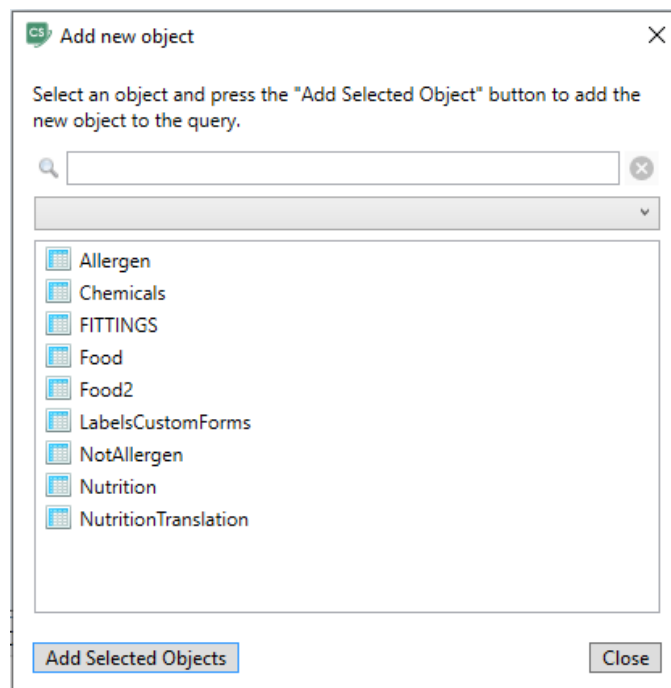 CS
Add new object
Select an object and press the "Add Selected Object" button to add the
new object to the query.
Allergen
Chemicals
FITTINGS
Food
Food2
LabelsCustomForms
NotAllergen
Nutrition
NutritionTranslation
Add Selected Objects
Close